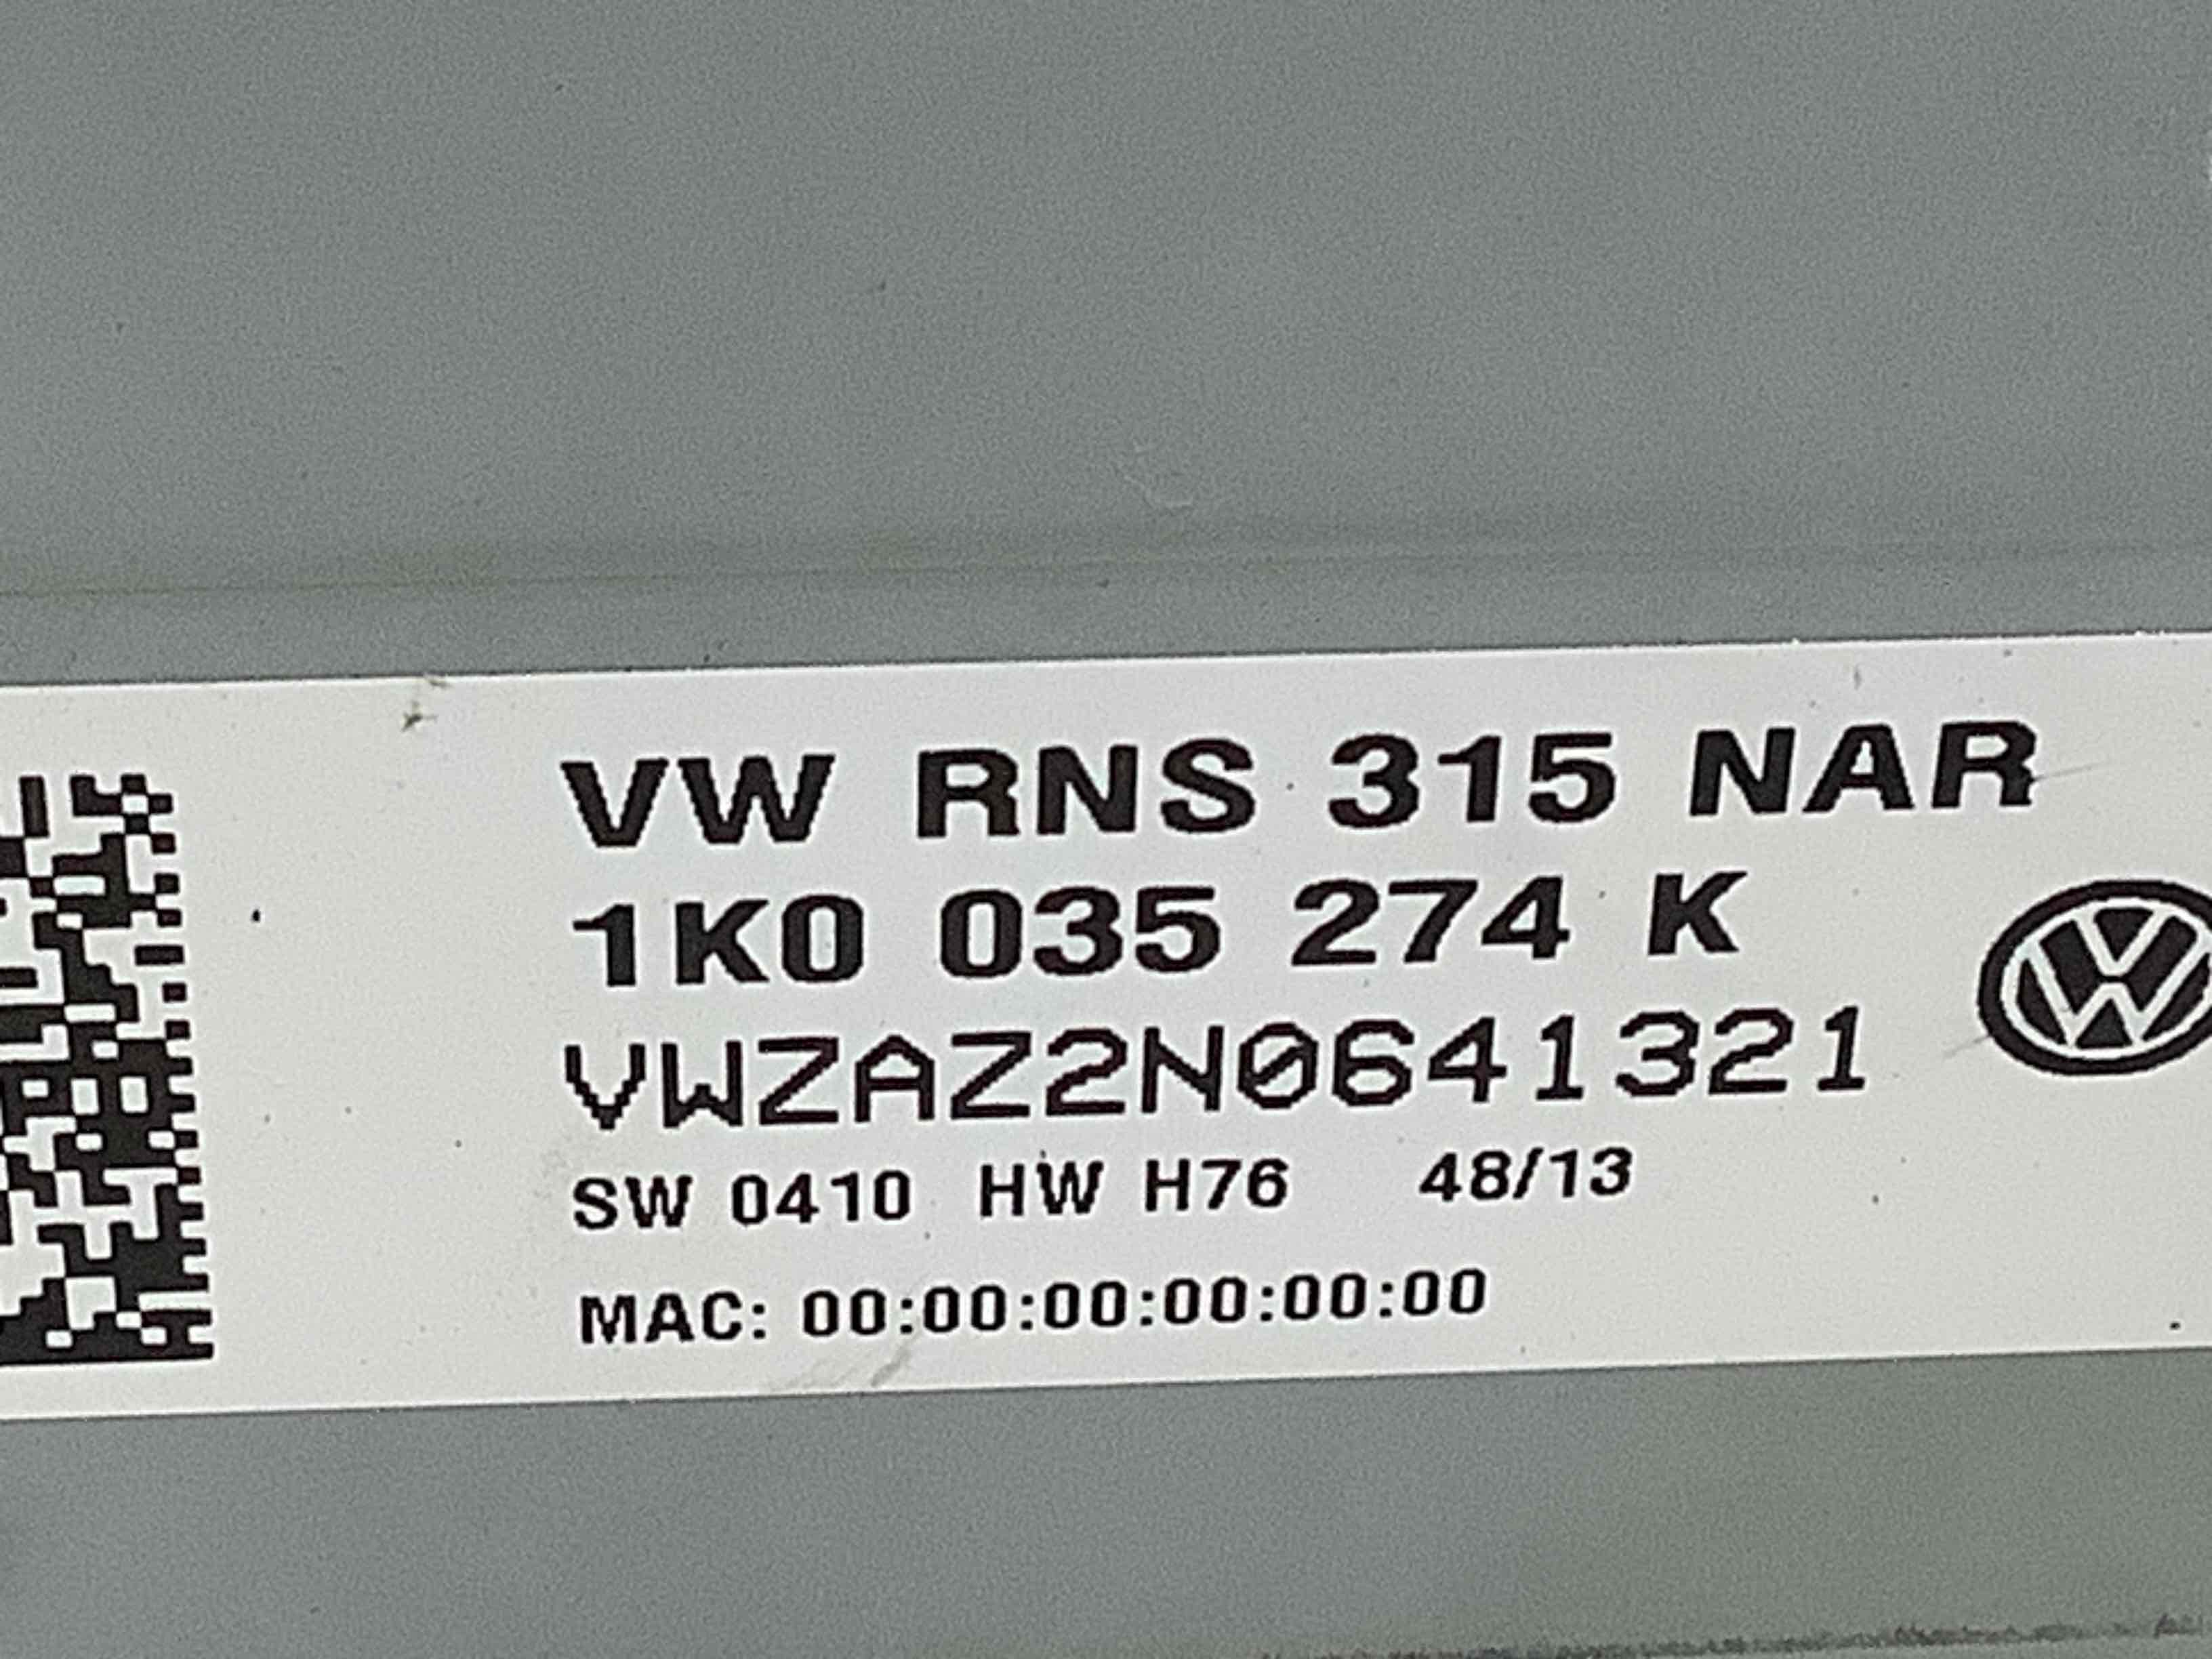 VW RNS 315 NAR
1K0 035 274 K
VWZAZ2N0641321
SW 0410 HW H76 48/13
MAC: 00:00:00:00:00:00